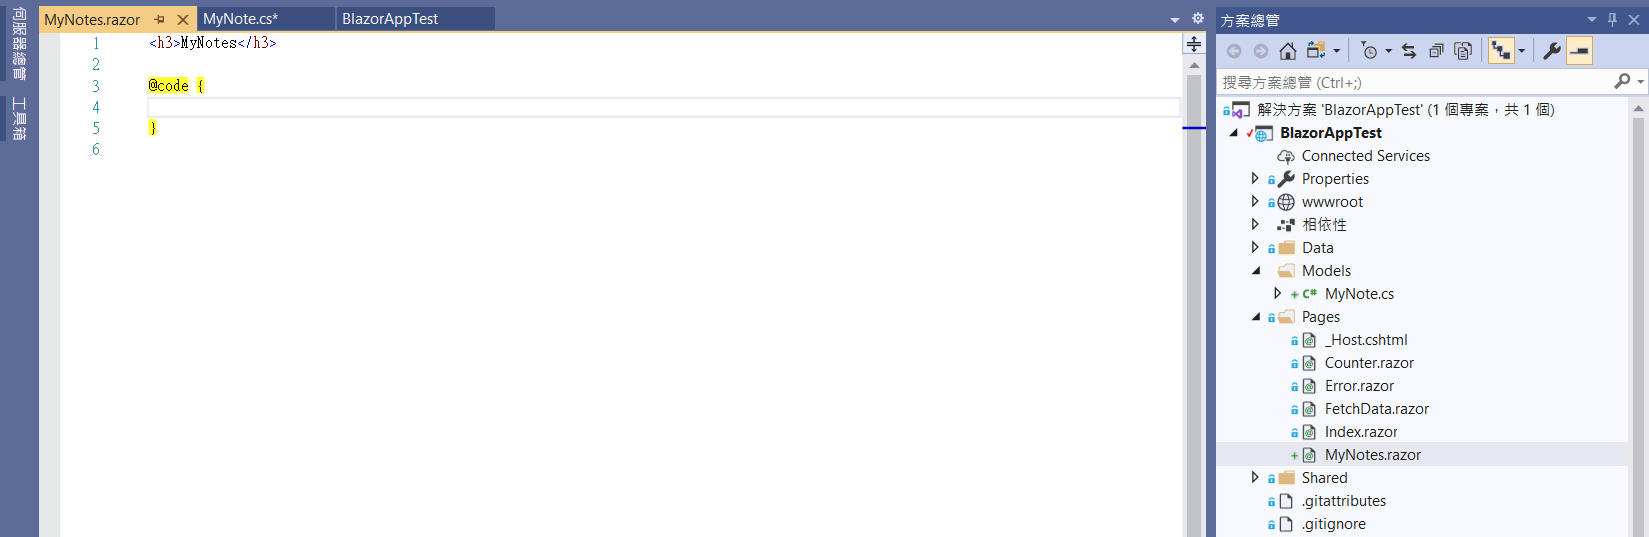 伺服器總管
工具箱
MyNotes.razor
MyNote.cs*
BlazorAppTest
1 <h3>MyNotes</h3>
2
3 @code {
4
5 }
6
方案總管
搜尋方案總管 (Ctrl+;)
解決方案 'BlazorAppTest' (1 個專案，共 1 個)
BlazorAppTest
Connected Services
Properties
wwwroot
相依性
Data
Models
C# MyNote.cs
Pages
_Host.cshtml
Counter.razor
Error.razor
FetchData.razor
Index.razor
MyNotes.razor
Shared
.gitattributes
.gitignore